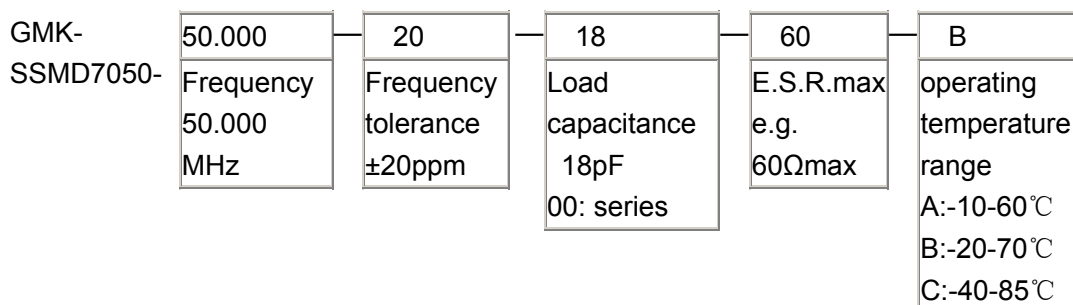 GMK-
SSMD7050-
50.000
20
18
60
B
Frequency
50.000
MHz
Frequency
tolerance
±20ppm
Load
capacitance
18pF
00: series
E.S.R.max
e.g.
60Ωmax
operating
temperature
range
A:-10-60℃
B:-20-70℃
C:-40-85℃